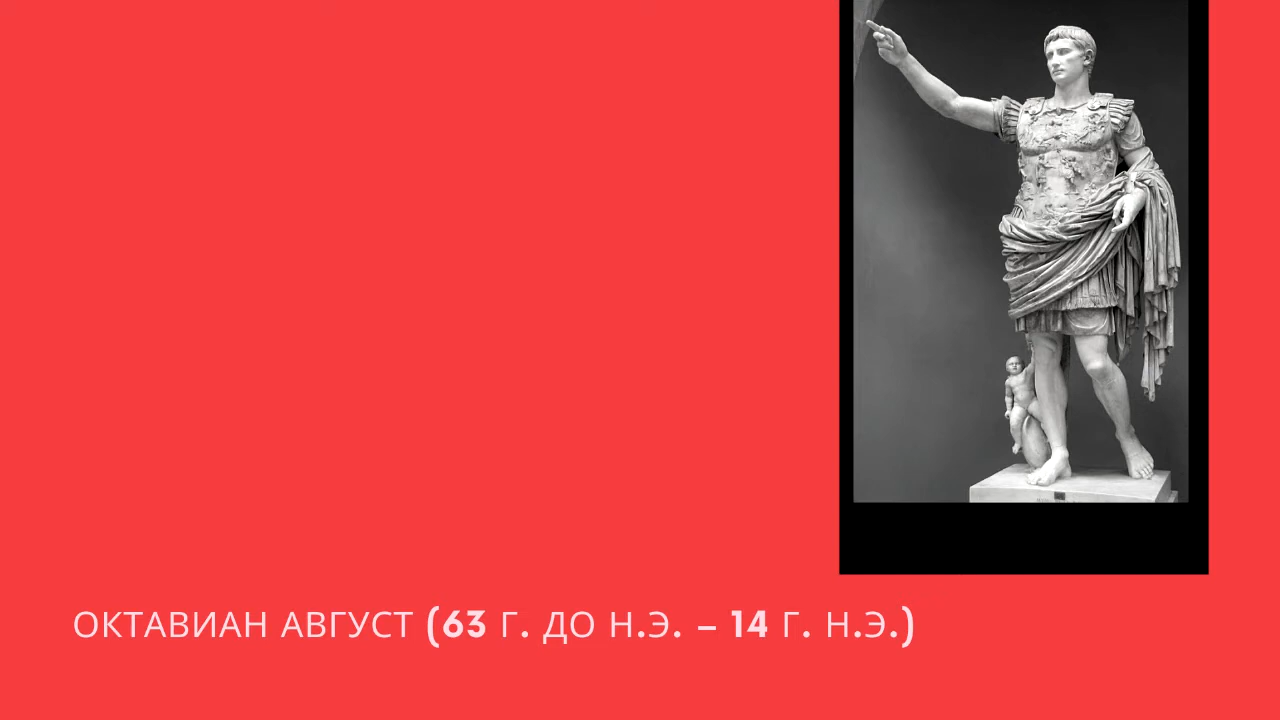 ОКТАВИАН АВГУСТ (63 Г. ДО Н.Э. – 14 Г. Н.Э.)